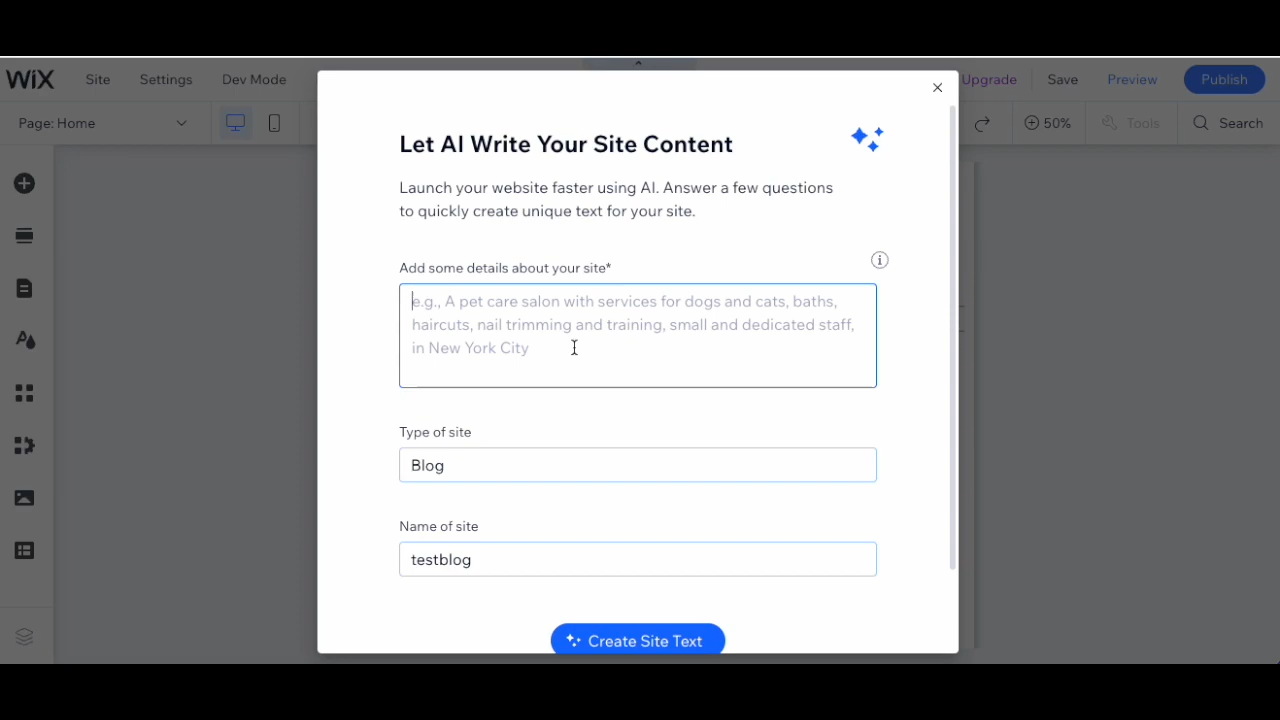 WiX
Site
Settings
Dev Mode
Upgrade
Save
Preview
Publish
Page: Home
50%
Tools
Search
Let AI Write Your Site Content
Launch your website faster using AI. Answer a few questions
to quickly create unique text for your site.
Add some details about your site*
e.g., A pet care salon with services for dogs and cats, baths,
haircuts, nail trimming and training, small and dedicated staff,
in New York City
Type of site
Blog
Name of site
testblog
Create Site Text